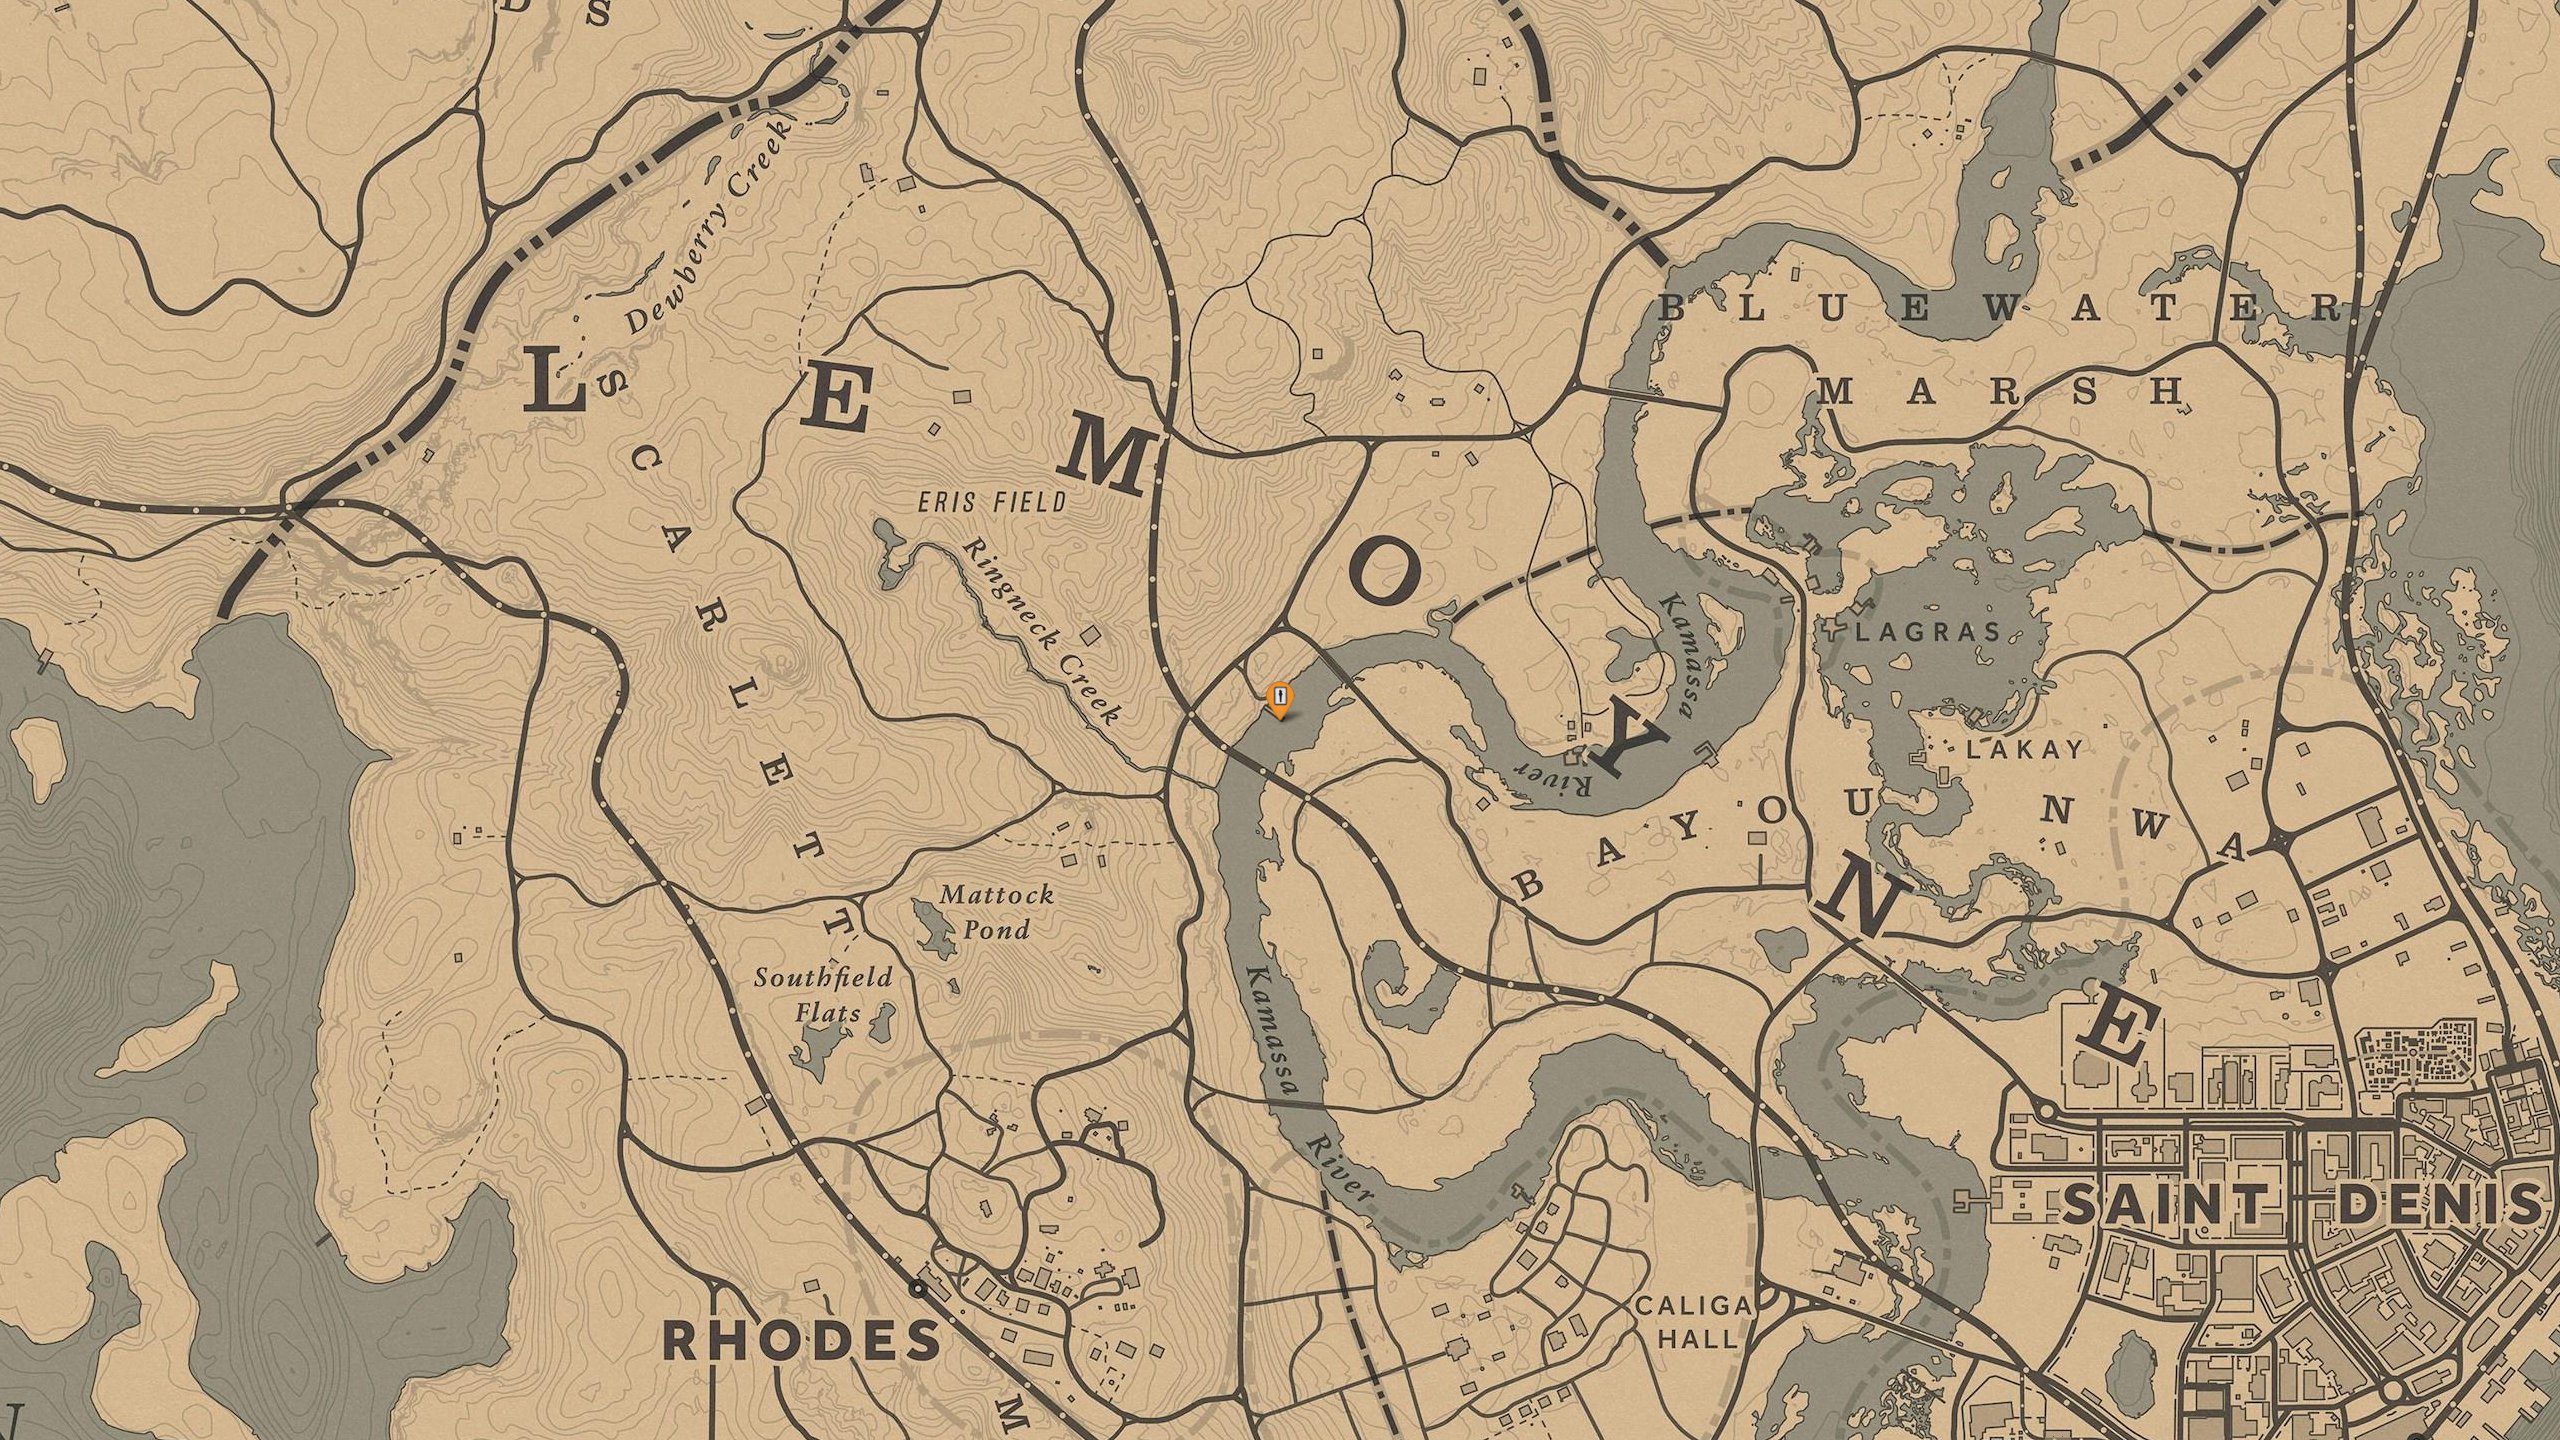 D S
Dewberry Creek
LEMOYNE
BLUEWATER
MARSH
SCARLETT M
ERIS FIELD
Ringneck Creek
Kamassa
River
LAGRAS
LAKAY
BAYOU NWA
Mattock
Pond
Southfield
Flats
Kamassa
River
SAINT DENIS
CALIGA
HALL
RHODES